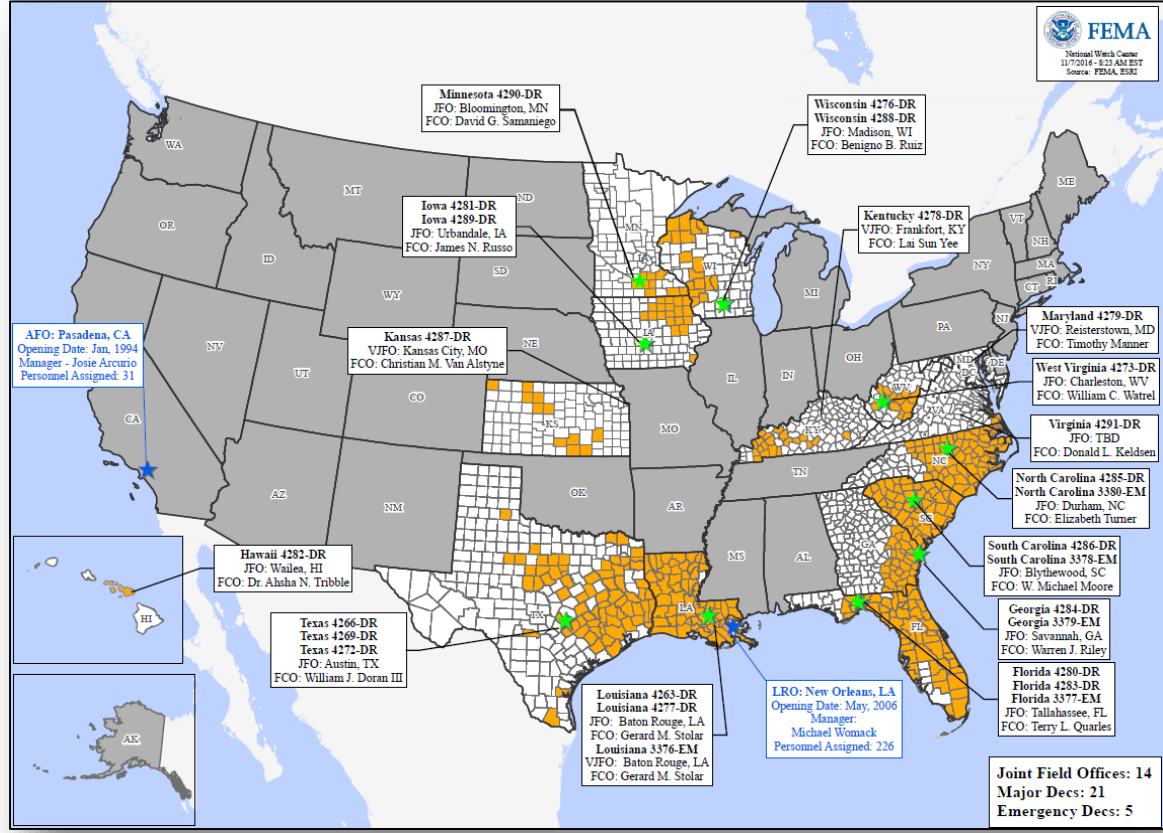 FEMA
National Watch Center
11/7/2016 - 8:23 AM EST
Source: FEMA, ESRI
Minnesota 4290-DR
JFO: Bloomington, MN
FCO: David G. Samaniego
Wisconsin 4276-DR
Wisconsin 4288-DR
JFO: Madison, WI
FCO: Benigno B. Ruiz
Iowa 4281-DR
Iowa 4289-DR
JFO: Urbandale, IA
FCO: James N. Russo
Kentucky 4278-DR
VJFO: Frankfort, KY
FCO: Lai Sun Yee
AFO: Pasadena, CA
Opening Date: Jan, 1994
Manager - Josie Arcurio
Personnel Assigned: 31
Kansas 4287-DR
VJFO: Kansas City, MO
FCO: Christian M. Van Alstyne
Maryland 4279-DR
VJFO: Reisterstown, MD
FCO: Timothy Manner
West Virginia 4273-DR
JFO: Charleston, WV
FCO: William C. Watrel
Virginia 4291-DR
JFO: TBD
FCO: Donald L. Keldsen
North Carolina 4285-DR
North Carolina 3380-EM
JFO: Durham, NC
FCO: Elizabeth Turner
South Carolina 4286-DR
South Carolina 3378-EM
JFO: Blythewood, SC
FCO: W. Michael Moore
Georgia 4284-DR
Georgia 3379-EM
JFO: Savannah, GA
FCO: Warren J. Riley
Florida 4280-DR
Florida 4283-DR
Florida 3377-EM
JFO: Tallahassee, FL
FCO: Terry L. Quarles
Hawaii 4282-DR
JFO: Wailea, HI
FCO: Dr. Ahsha N. Tribble
Texas 4266-DR
Texas 4269-DR
Texas 4272-DR
JFO: Austin, TX
FCO: William J. Doran III
Louisiana 4263-DR
Louisiana 4277-DR
JFO: Baton Rouge, LA
FCO: Gerard M. Stolar
Louisiana 3376-EM
VJFO: Baton Rouge, LA
FCO: Gerard M. Stolar
LRO: New Orleans, LA
Opening Date: May, 2006
Manager:
Michael Womack
Personnel Assigned: 226
Joint Field Offices: 14
Major Decs: 21
Emergency Decs: 5
WA
OR
CA
NV
ID
MT
WY
UT
AZ
CO
NM
ND
SD
NE
KS
OK
TX
MN
IA
MO
AR
LA
WI
IL
MI
IN
OH
KY
TN
MS
AL
GA
FL
SC
NC
VA
WV
MD
DC
DE
PA
NJ
NY
CT
RI
MA
VT
NH
ME
HI
AK